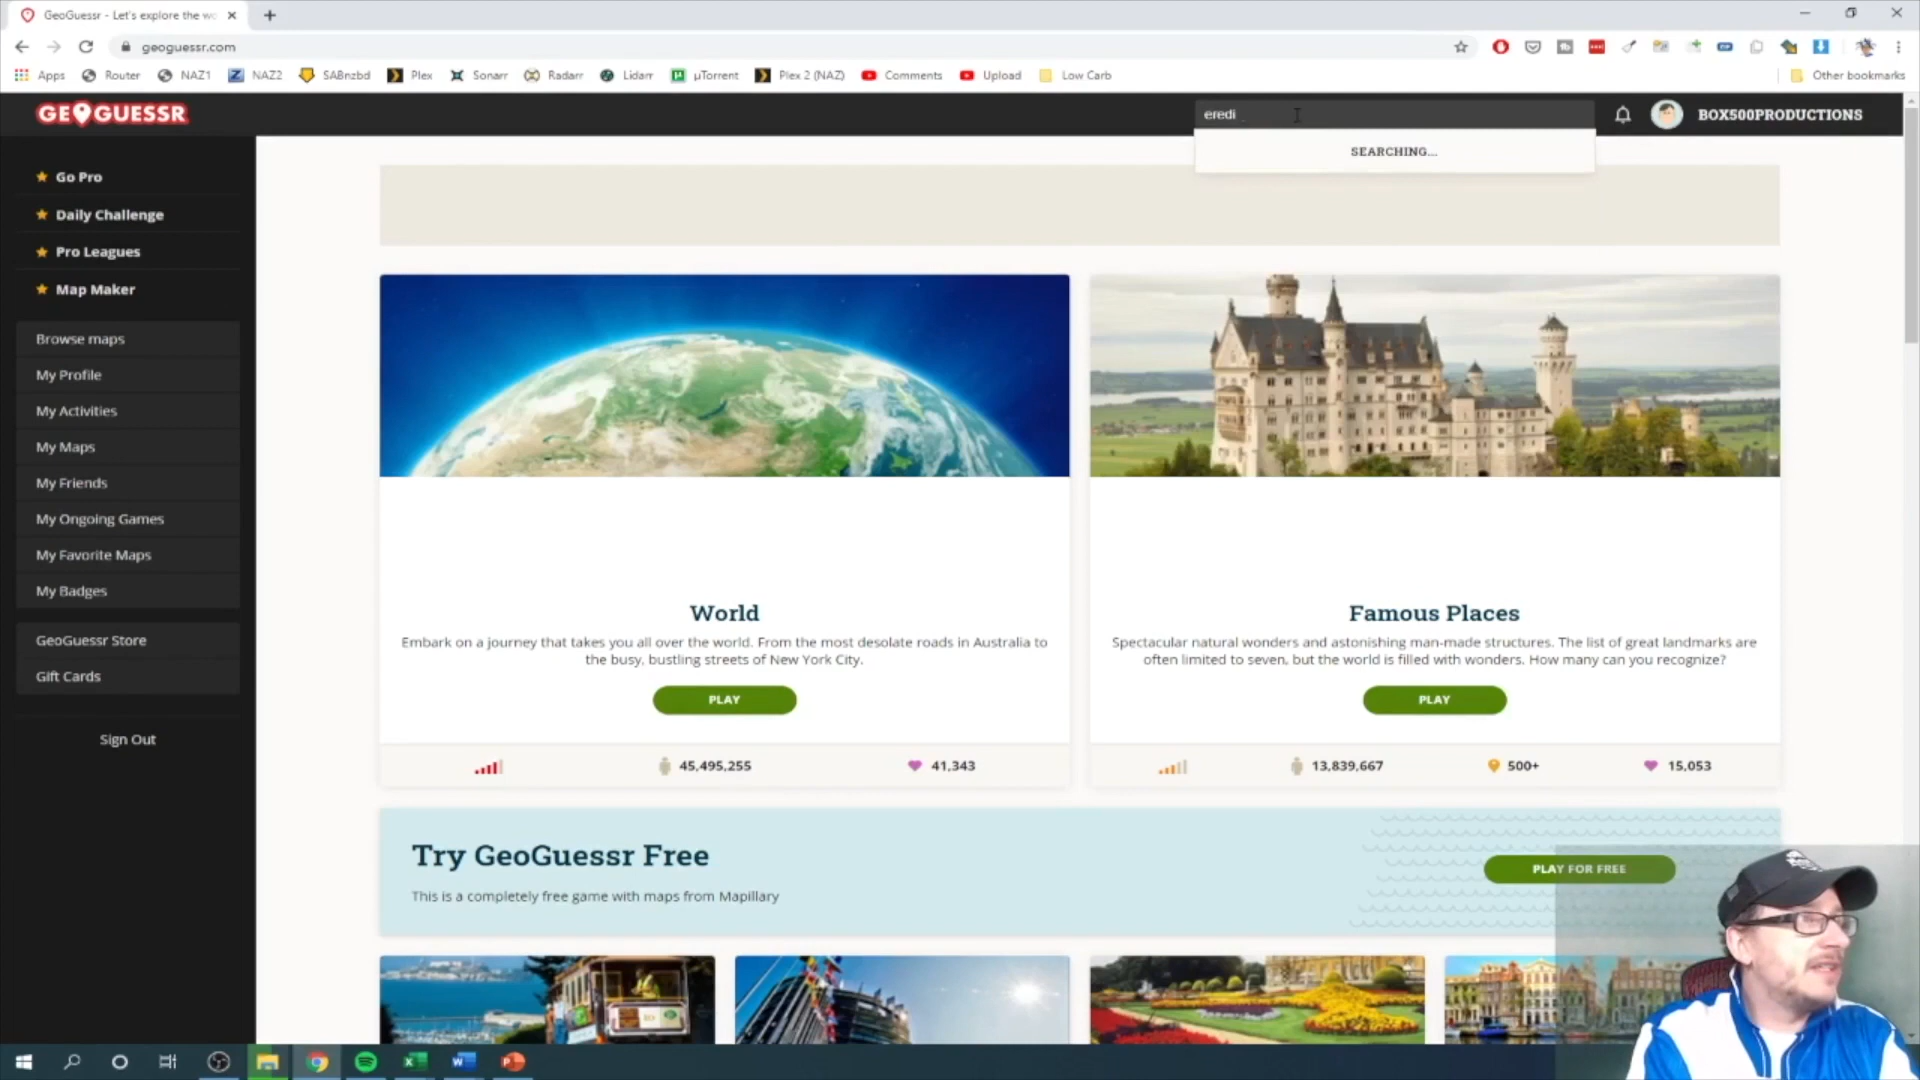 GeoGuessr - Let's explore the wo
geoguessr.com
Apps
Router
NAZ1
NAZ2
SABnzbd
Plex
Sonarr
Radarr
Lidarr
µTorrent
Plex 2 (NAZ)
Comments
Upload
Low Carb
Other bookmarks
GEOGUESSR
eredi
BOX500PRODUCTIONS
SEARCHING...
Go Pro
Daily Challenge
Pro Leagues
Map Maker
Browse maps
My Profile
My Activities
My Maps
My Friends
My Ongoing Games
My Favorite Maps
My Badges
GeoGuessr Store
Gift Cards
Sign Out
World
Embark on a journey that takes you all over the world. From the most desolate roads in Australia to
the busy, bustling streets of New York City.
PLAY
45,495,255
41,343
Famous Places
Spectacular natural wonders and astonishing man-made structures. The list of great landmarks are
often limited to seven, but the world is filled with wonders. How many can you recognize?
PLAY
13,839,667
500+
15,053
Try GeoGuessr Free
This is a completely free game with maps from Mapillary
PLAY FOR FREE